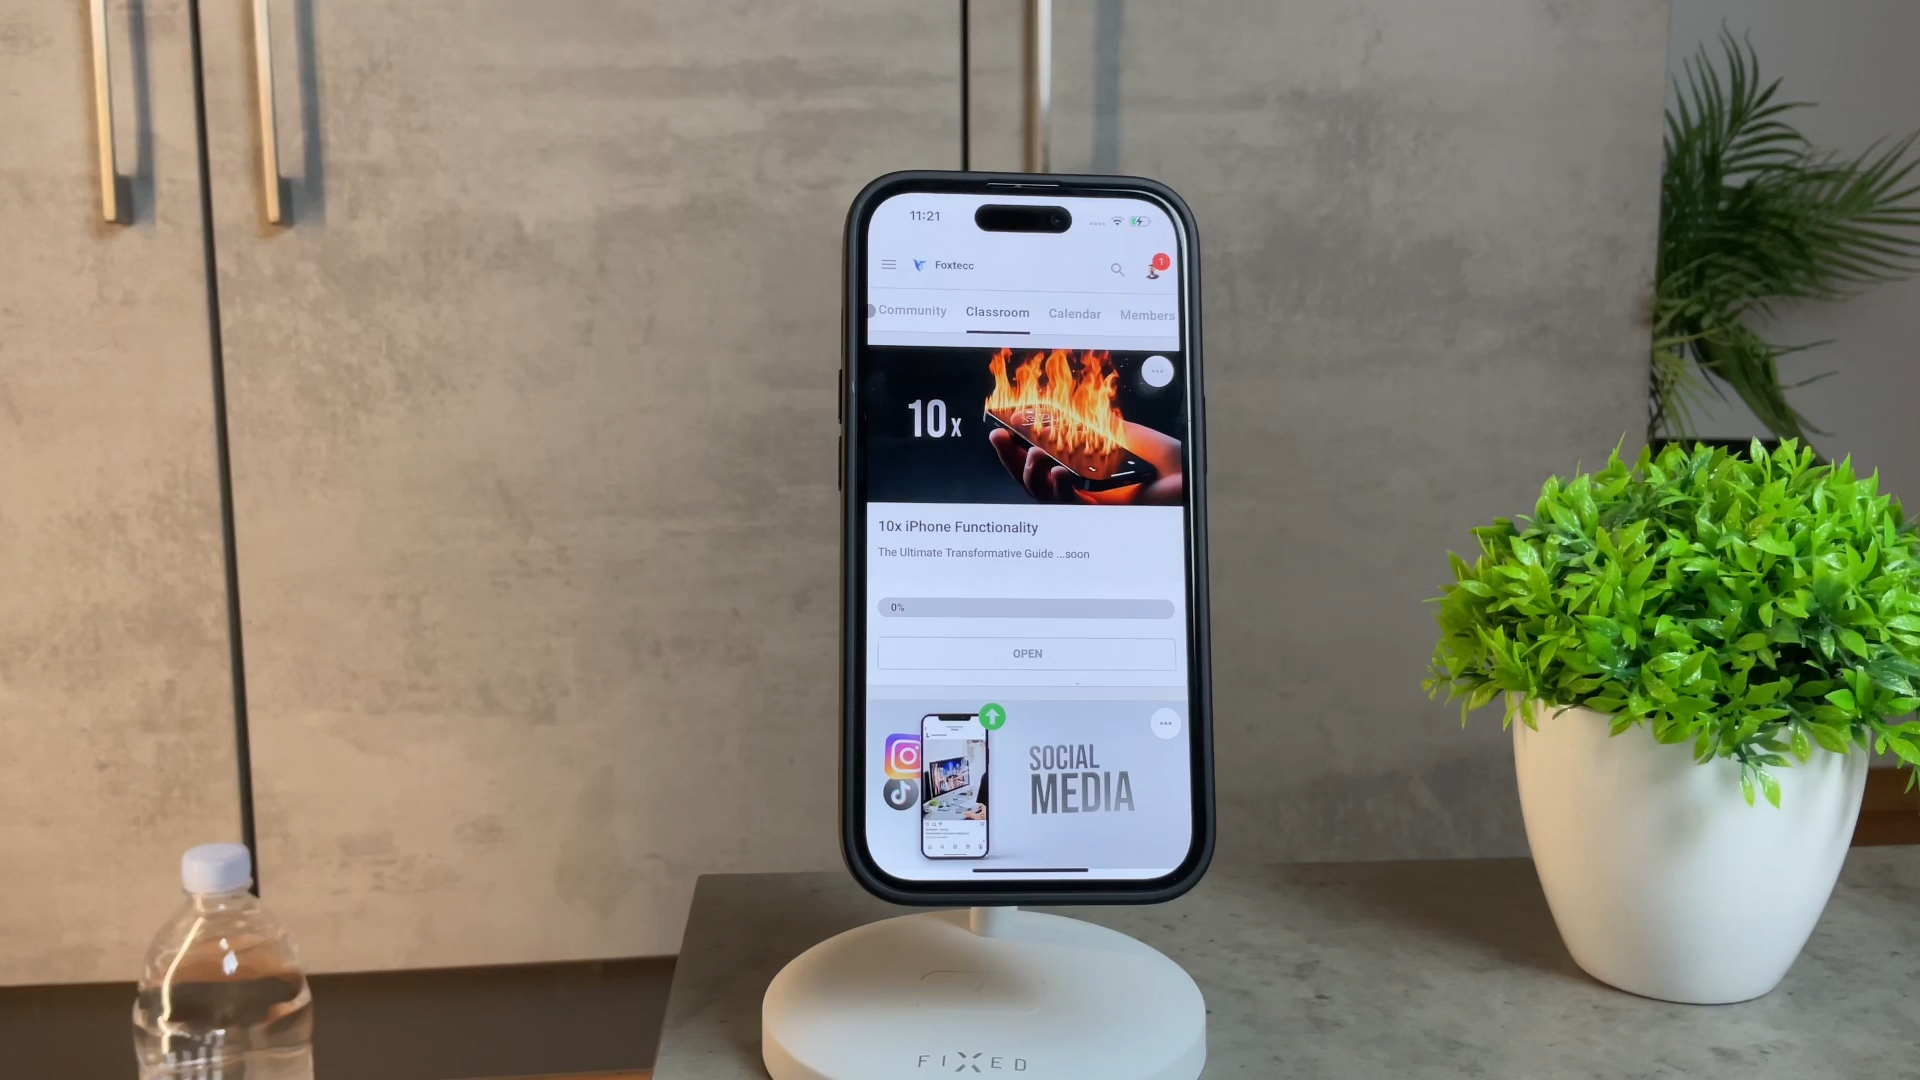 11:21
Foxtecc
1
Community Classroom Calendar Members
10x
10x iPhone Functionality
The Ultimate Transformative Guide ...soon
0%
OPEN
SOCIAL
MEDIA
FIXED